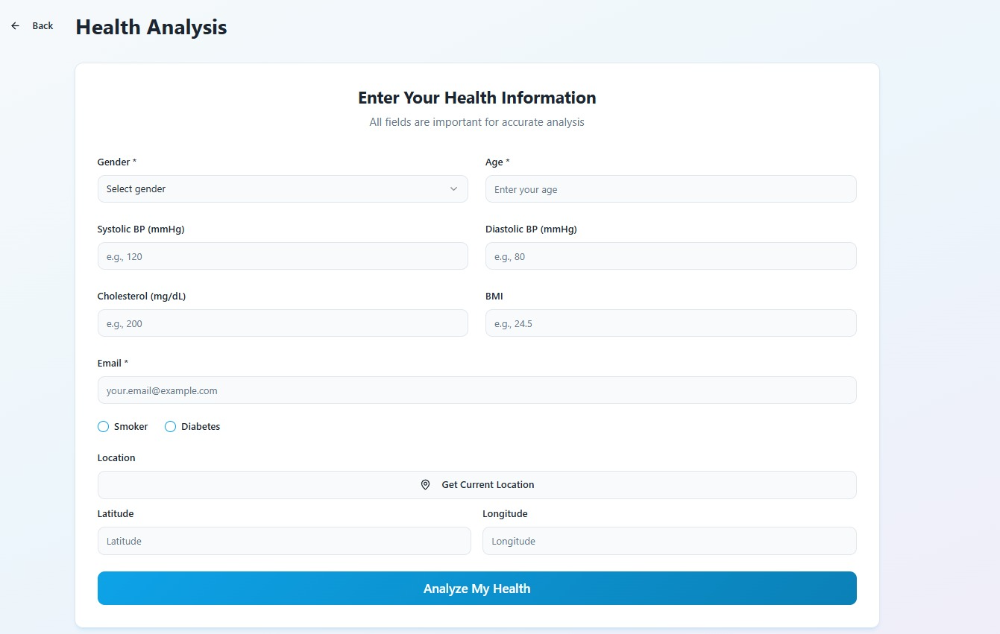 Back
Health Analysis
Enter Your Health Information
All fields are important for accurate analysis
Gender * Age *
Select gender Enter your age
Systolic BP (mmHg) Diastolic BP (mmHg)
e.g., 120 e.g., 80
Cholesterol (mg/dL) BMI
e.g., 200 e.g., 24.5
Email *
your.email@example.com
Smoker Diabetes
Location
Get Current Location
Latitude Longitude
Latitude Longitude
Analyze My Health